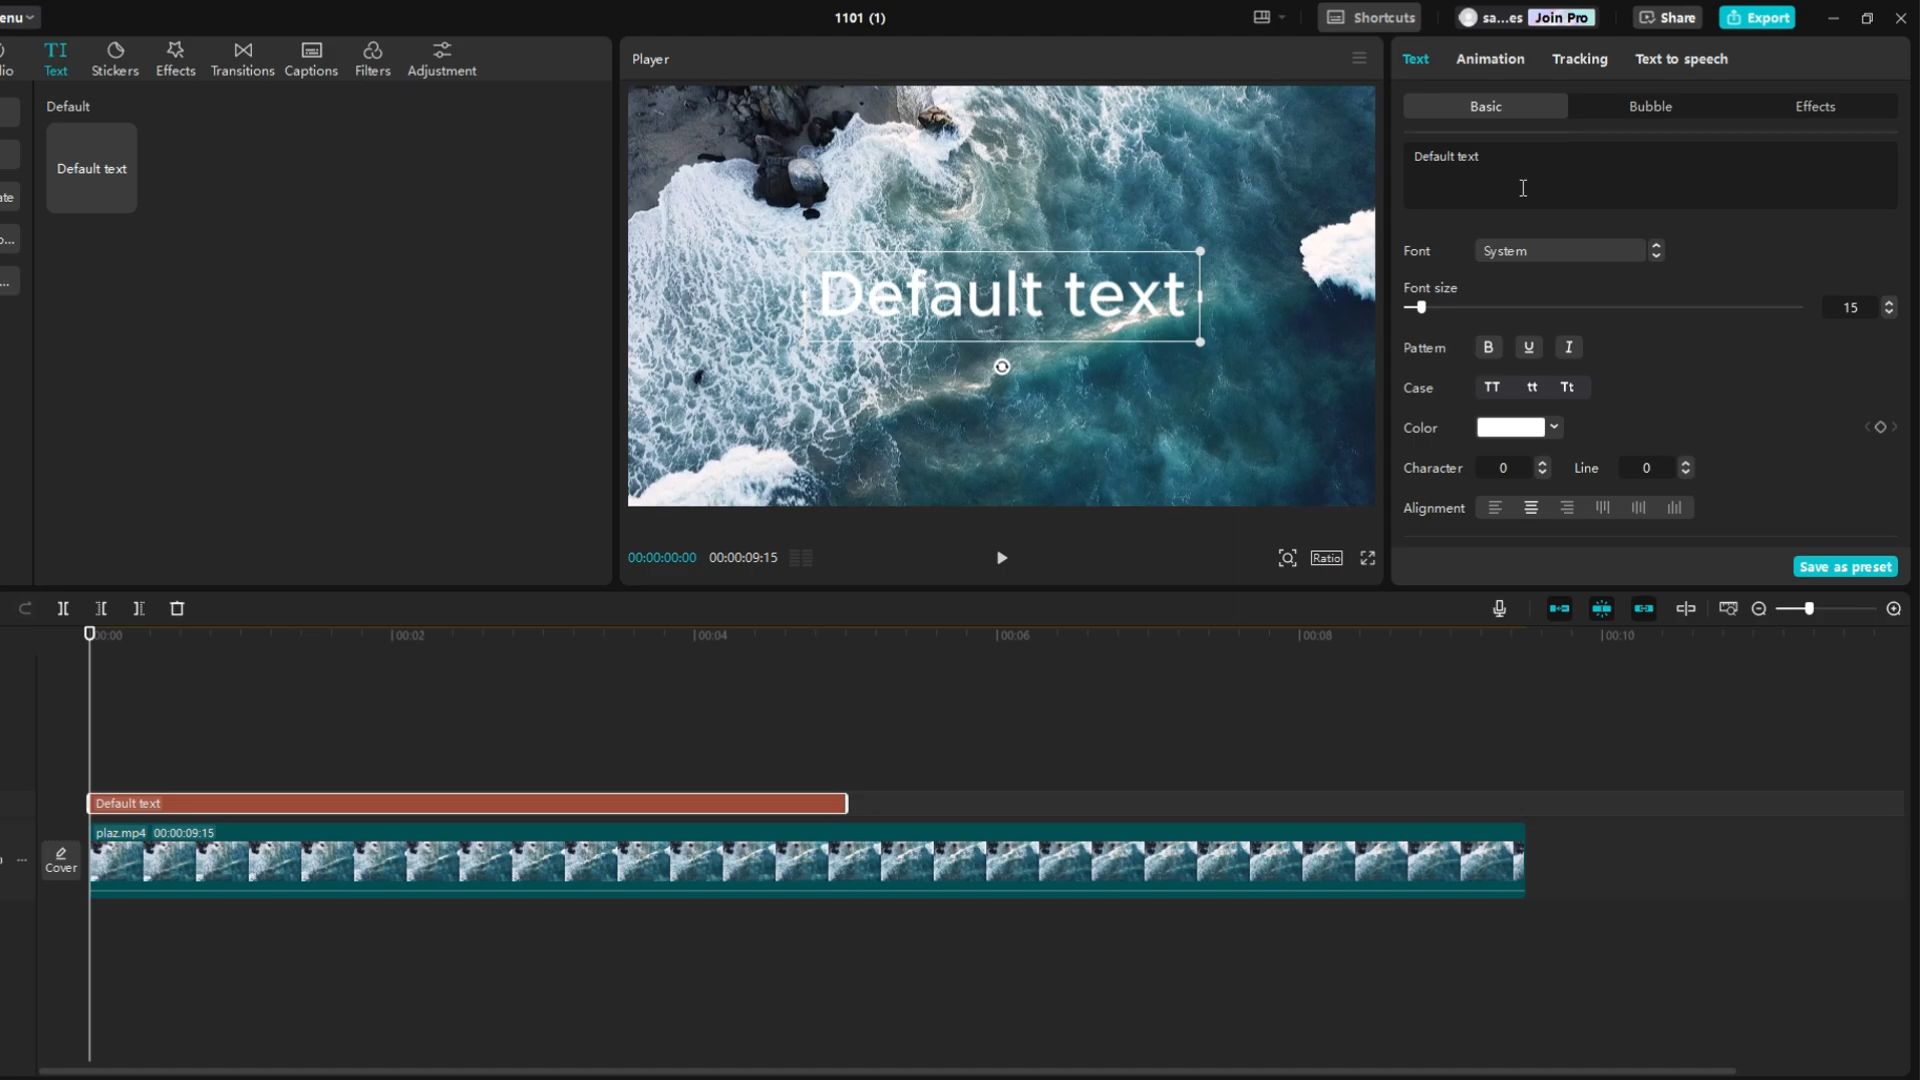 enu
1101 (1)
Shortcuts
sa...es
Join Pro
Share
Export
io
TI
Text
Stickers
Effects
Transitions
Captions
Filters
Adjustment
Player
Text
Animation
Tracking
Text to speech
Default
Default text
ate
o...
...
Basic
Bubble
Effects
Default text
Default text
Font
System
Font size
15
Pattern
B
U
I
Case
TT
tt
Tt
Color
Character
0
Line
0
Alignment
00:00:00:00
00:00:09:15
Ratio
Save as preset
00:00
00:02
00:04
00:06
00:08
00:10
Default text
plaz.mp4
00:00:09:15
Cover